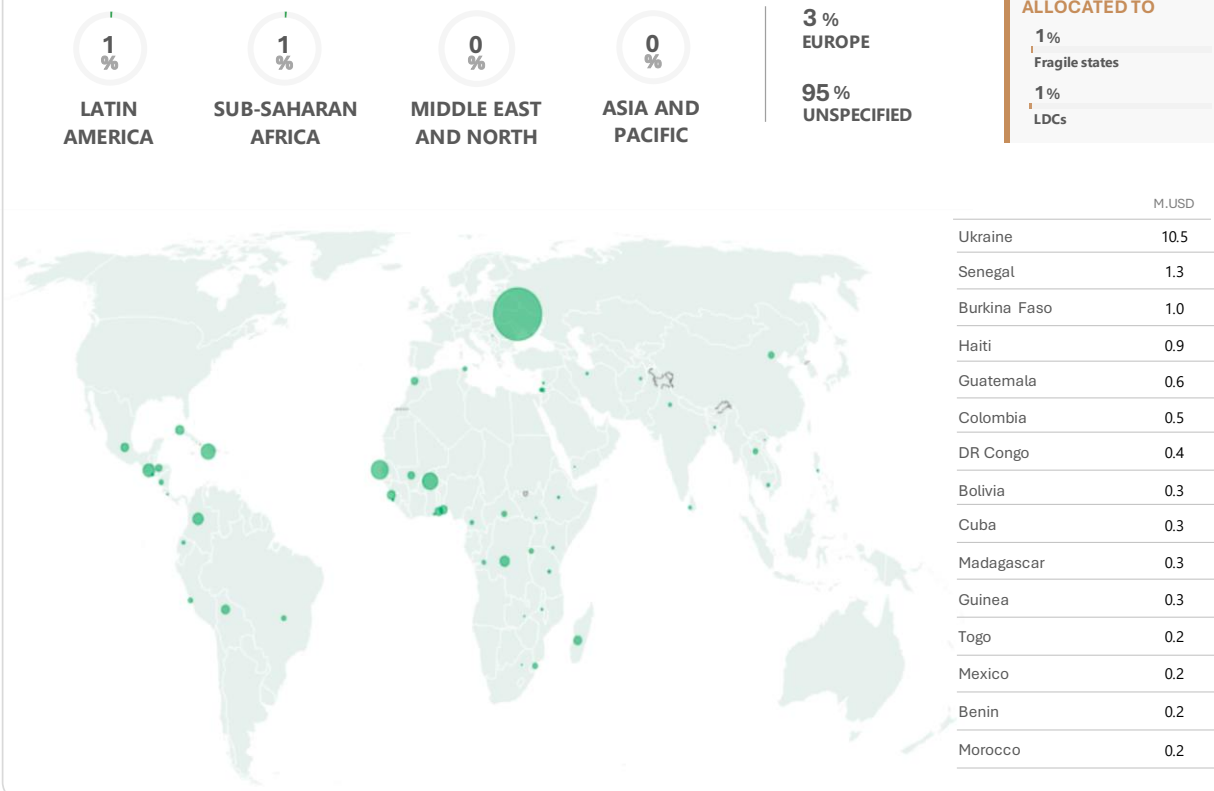 1
%
LATIN
AMERICA
1
%
SUB-SAHARAN
AFRICA
0
%
MIDDLE EAST
AND NORTH
0
%
ASIA AND
PACIFIC
3 %
EUROPE
95 %
UNSPECIFIED
ALLOCATED TO
1%
Fragile states
1%
LDCs
M.USD
Ukraine 10.5
Senegal 1.3
Burkina Faso 1.0
Haiti 0.9
Guatemala 0.6
Colombia 0.5
DR Congo 0.4
Bolivia 0.3
Cuba 0.3
Madagascar 0.3
Guinea 0.3
Togo 0.2
Mexico 0.2
Benin 0.2
Morocco 0.2